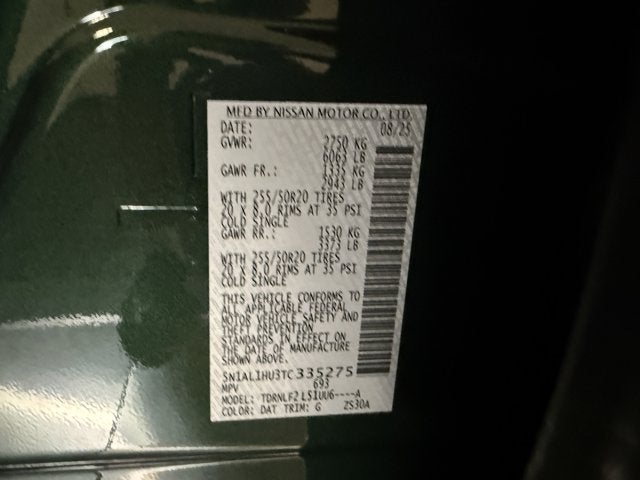 MFD BY NISSAN MOTOR CO., LTD.
DATE: 08/25
GVWR: 2750 KG
6063 LB
GAWR FR.: 1335 KG
2943 LB
WITH 255/50R20 TIRES
20 X 8.0 RIMS AT 35 PSI
COLD SINGLE
GAWR RR.: 1530 KG
3373 LB
WITH 255/50R20 TIRES
20 X 8.0 RIMS AT 35 PSI
COLD SINGLE
THIS VEHICLE CONFORMS TO
ALL APPLICABLE FEDERAL
MOTOR VEHICLE SAFETY AND
THEFT PREVENTION
STANDARDS IN EFFECT ON
THE DATE OF MANUFACTURE
SHOWN ABOVE.
5N1AL1HU3TC335275
MPV 693
MODEL: TDRNLF2 L51UU6----A
COLOR: DAT TRIM: G 2S30A